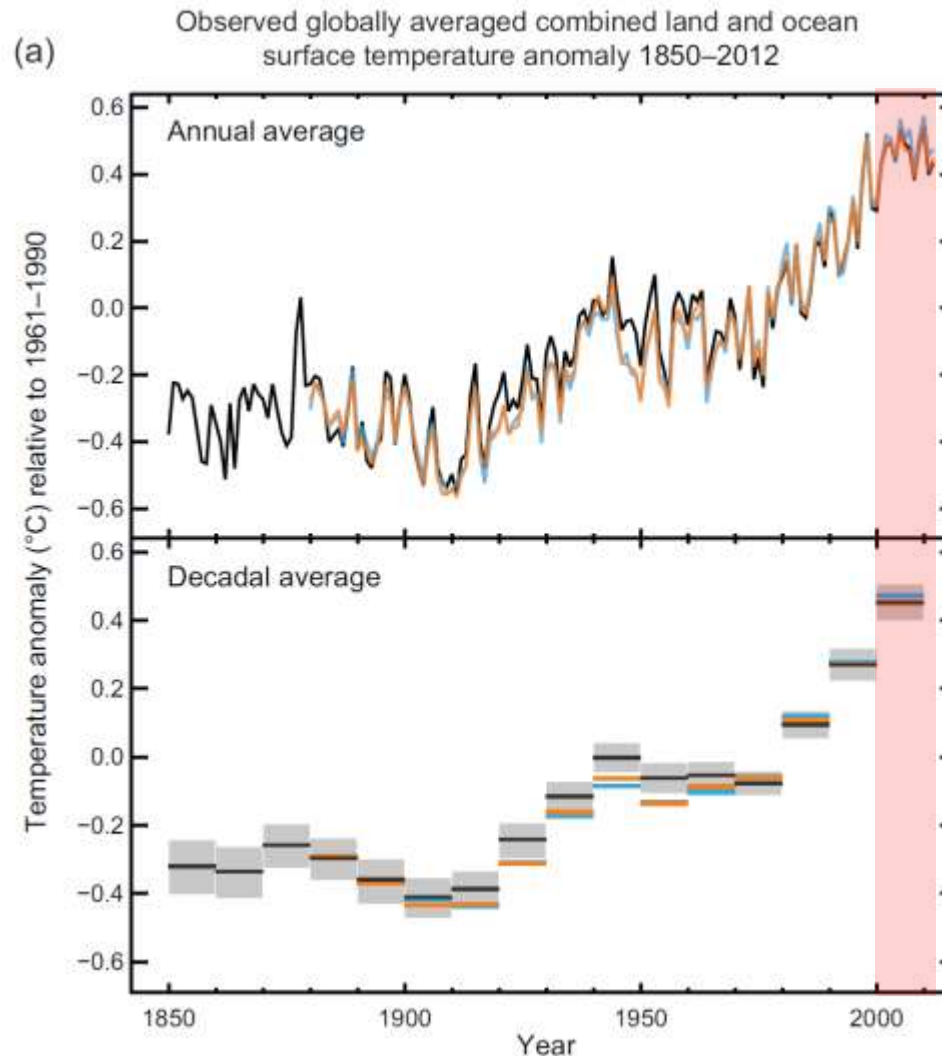 Observed globally averaged combined land and ocean
surface temperature anomaly 1850–2012
(a)
Temperature anomaly (°C) relative to 1961–1990
Annual average
0.6
0.4
0.2
0.0
−0.2
−0.4
−0.6
Decadal average
0.6
0.4
0.2
0.0
−0.2
−0.4
−0.6
1850
1900
1950
2000
Year